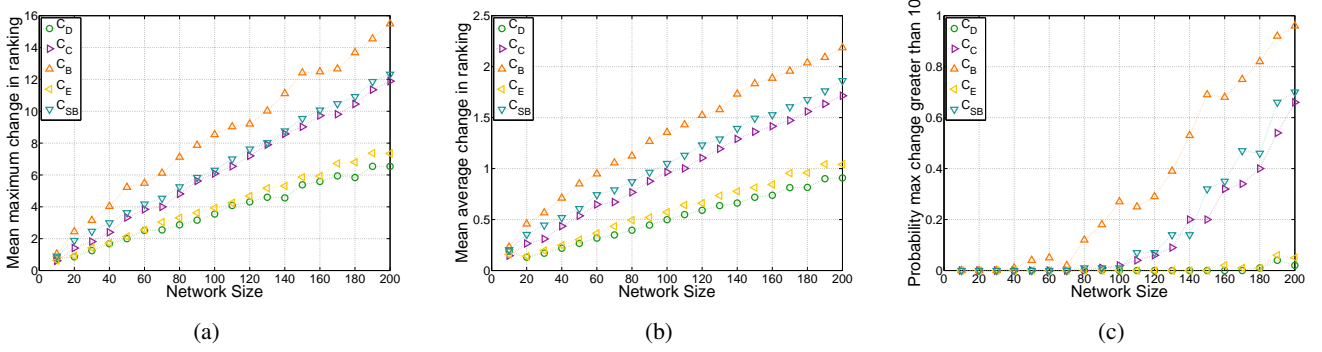 Mean maximum change in ranking
16
14
12
10
8
6
4
2
0
0 20 40 60 80 100 120 140 160 180 200
Network Size
C_D
C_C
C_B
C_E
C_SB
(a)
Mean average change in ranking
2.5
2
1.5
1
0.5
0
0 20 40 60 80 100 120 140 160 180 200
Network Size
C_D
C_C
C_B
C_E
C_SB
(b)
Probability max change greater than 10
1
0.8
0.6
0.4
0.2
0
0 20 40 60 80 100 120 140 160 180 200
Network Size
C_D
C_C
C_B
C_E
C_SB
(c)